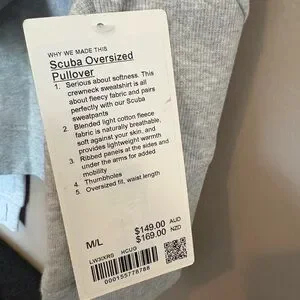 WHY WE MADE THIS
Scuba Oversized
Pullover
1. Serious about softness. This
crewneck sweatshirt is all
about fleecy fabric and pairs
perfectly with our Scuba
sweatpants
2. Blended light cotton fleece
fabric is naturally breathable,
soft against your skin, and
provides lightweight warmth
3. Ribbed panels at the sides and
under the arms for added
mobility
4. Thumbholes
5. Oversized fit, waist length
M/L
$149.00 AUD
$169.00 NZD
HCUG
000155778788